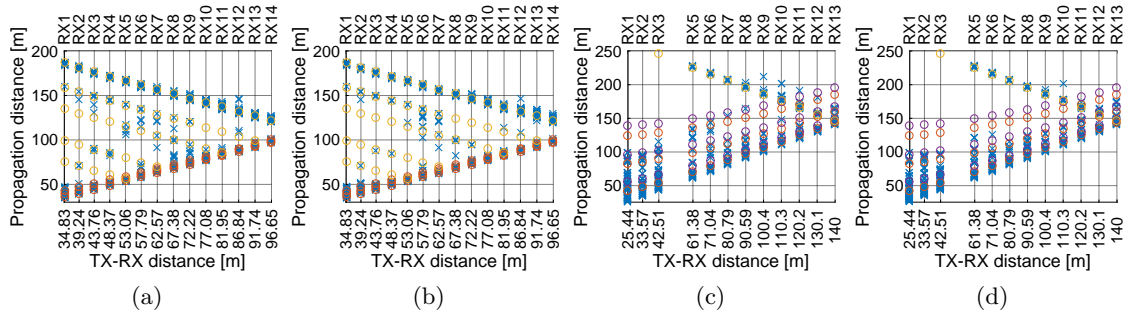 RX1 RX2 RX3 RX4 RX5 RX6 RX7 RX8 RX9 RX10 RX11 RX12 RX13 RX14
Propagation distance [m]
200
150
100
50
34.83 39.24 43.76 48.37 53.06 57.79 62.57 67.38 72.22 77.08 81.95 86.84 91.74 96.65
TX-RX distance [m]
(a)
RX1 RX2 RX3 RX4 RX5 RX6 RX7 RX8 RX9 RX10 RX11 RX12 RX13 RX14
Propagation distance [m]
200
150
100
50
34.83 39.24 43.76 48.37 53.06 57.79 62.57 67.38 72.22 77.08 81.95 86.84 91.74 96.65
TX-RX distance [m]
(b)
RX1 RX2 RX3 RX5 RX6 RX7 RX8 RX9 RX10 RX11 RX12 RX13
Propagation distance [m]
250
200
150
100
50
25.44 33.57 42.51 61.38 71.04 80.79 90.59 100.4 110.3 120.2 130.1 140
TX-RX distance [m]
(c)
RX1 RX2 RX3 RX5 RX6 RX7 RX8 RX9 RX10 RX11 RX12 RX13
Propagation distance [m]
250
200
150
100
50
25.44 33.57 42.51 61.38 71.04 80.79 90.59 100.4 110.3 120.2 130.1 140
TX-RX distance [m]
(d)